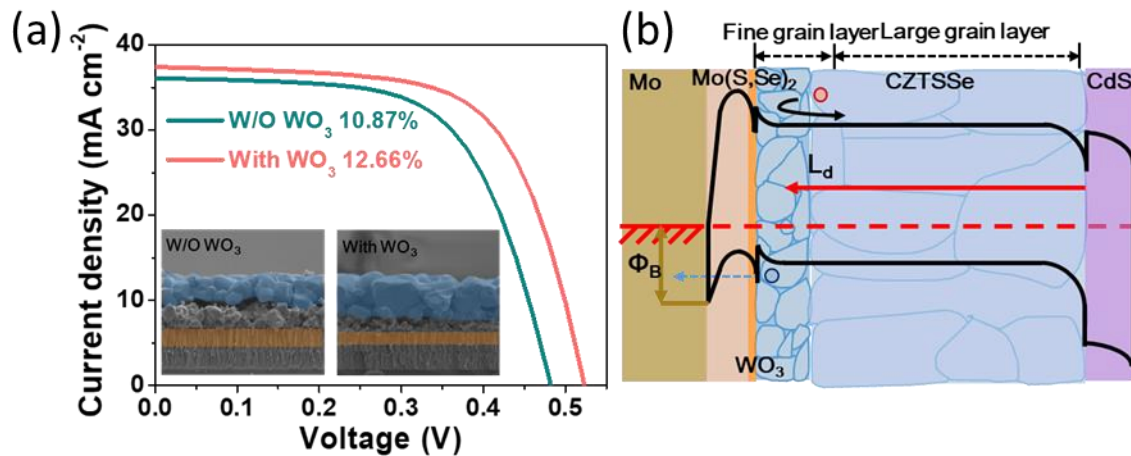 (a)
Current density (mA cm⁻²)
40
30
20
10
0
0.0 0.1 0.2 0.3 0.4 0.5
Voltage (V)
W/O WO₃ 10.87%
With WO₃ 12.66%
W/O WO₃
With WO₃
(b)
Fine grain layer Large grain layer
Mo Mo(S,Se)₂ CZTSSe CdS
L_d
Φ_B
WO₃